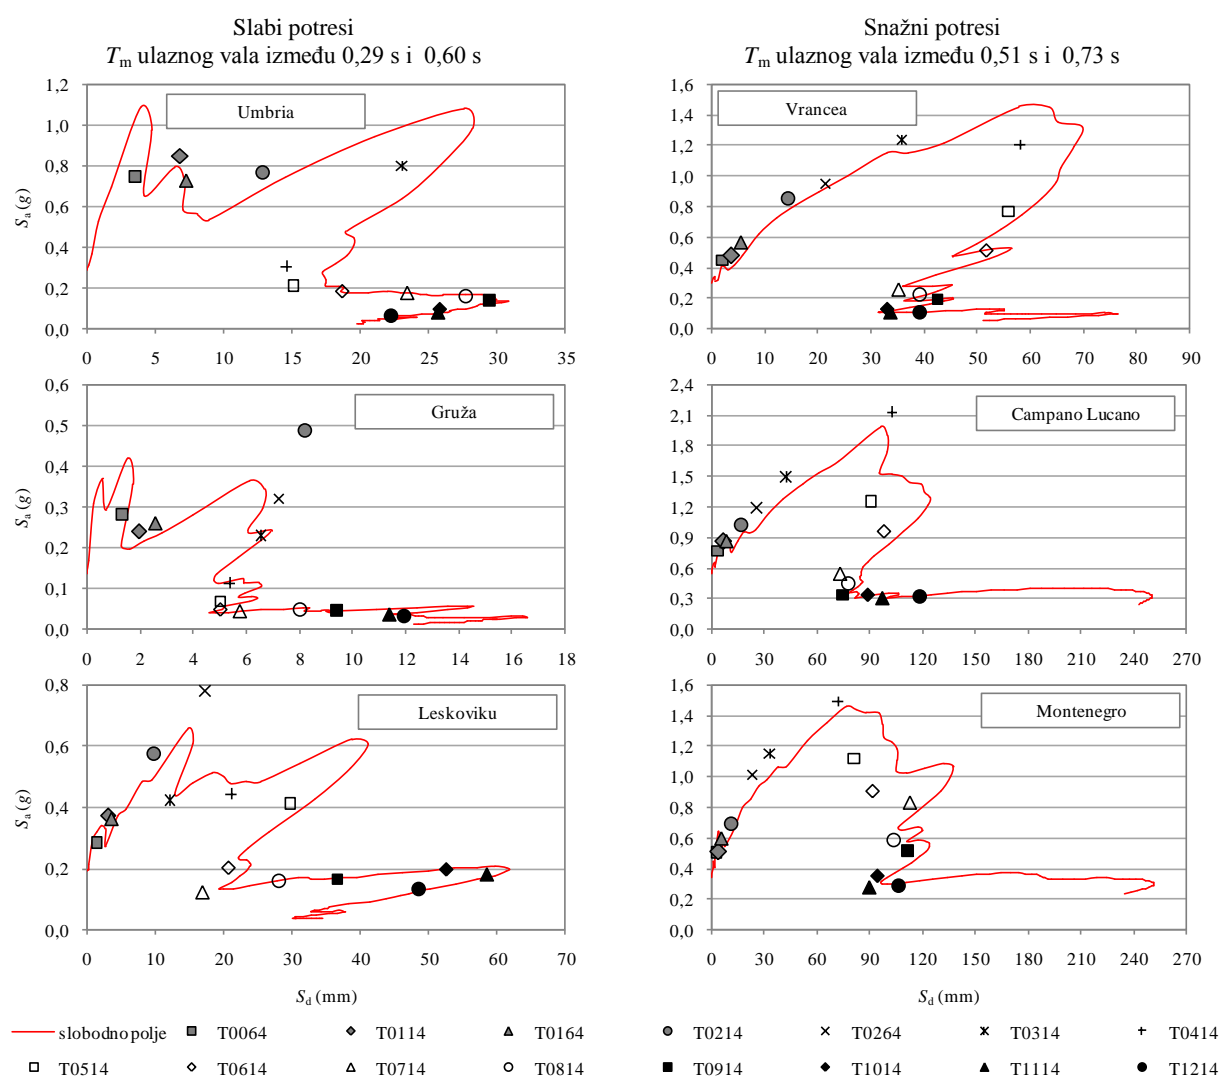 Slabi potresi
T_m ulaznog vala između 0,29 s i 0,60 s
Snažni potresi
T_m ulaznog vala između 0,51 s i 0,73 s
Umbria
S_a (g)
1,2
1,0
0,8
0,6
0,4
0,2
0,0
0 5 10 15 20 25 30 35
Vrancea
1,6
1,4
1,2
1,0
0,8
0,6
0,4
0,2
0,0
0 10 20 30 40 50 60 70 80 90
Gruža
S_a (g)
0,6
0,5
0,4
0,3
0,2
0,1
0,0
0 2 4 6 8 10 12 14 16 18
Campano Lucano
2,4
2,1
1,8
1,5
1,2
0,9
0,6
0,3
0,0
0 30 60 90 120 150 180 210 240 270
Leskoviku
S_a (g)
0,8
0,6
0,4
0,2
0,0
0 10 20 30 40 50 60 70
S_d (mm)
Montenegro
1,6
1,4
1,2
1,0
0,8
0,6
0,4
0,2
0,0
0 30 60 90 120 150 180 210 240 270
S_d (mm)
slobodno polje T0064 T0114 T0164 T0214 T0264 T0314 T0414
T0514 T0614 T0714 T0814 T0914 T1014 T1114 T1214